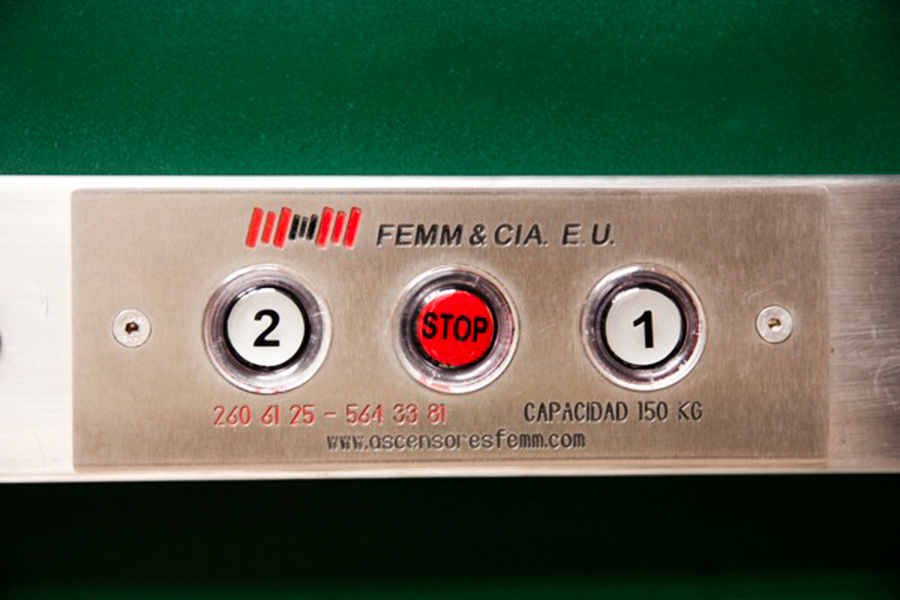 FEMM & CIA. E. U.
2 STOP 1
260 61 25 - 564 33 81 CAPACIDAD 150 KG
www.ascensoresfemm.com